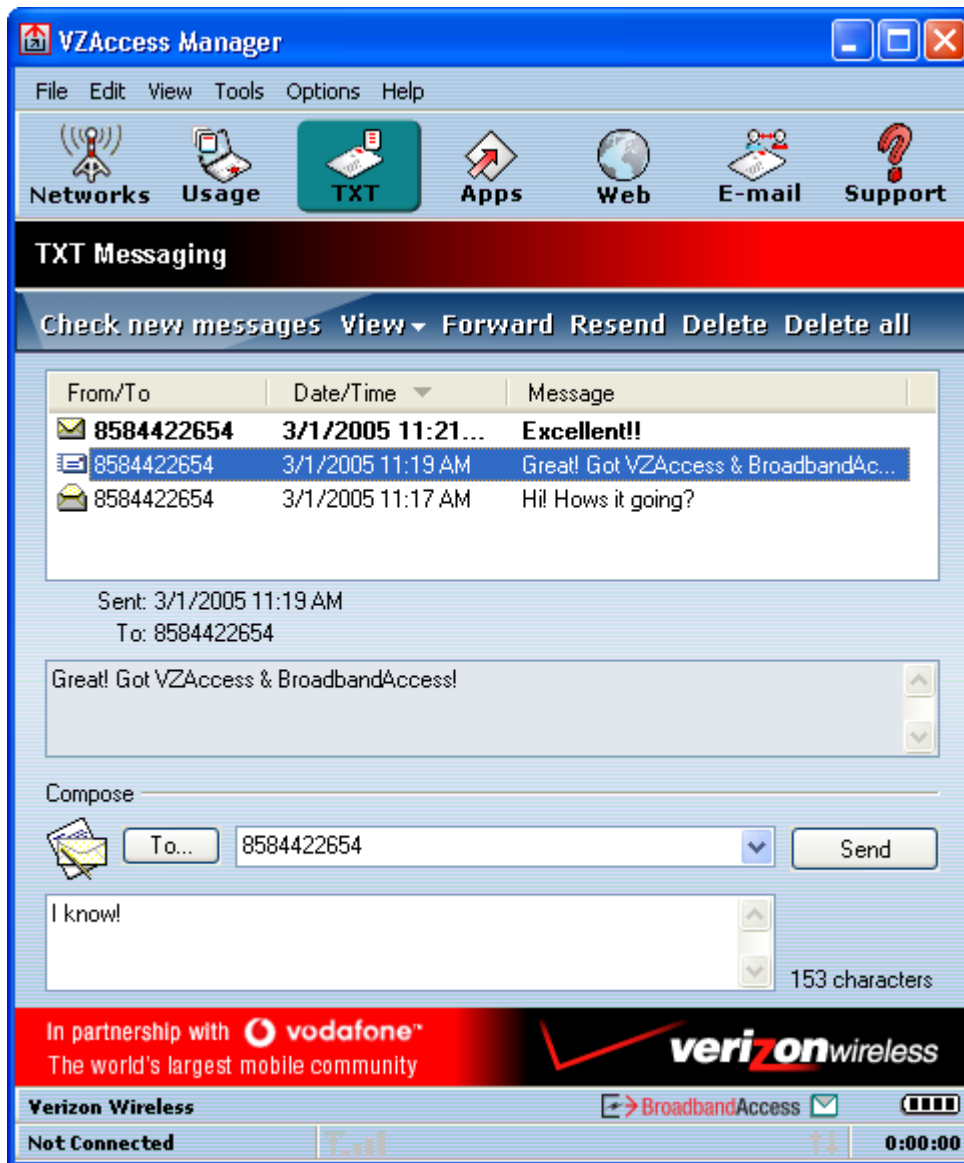 VZAccess Manager
File Edit View Tools Options Help
Networks Usage TXT Apps Web E-mail Support
TXT Messaging
Check new messages View Forward Resend Delete Delete all
From/To Date/Time Message
8584422654 3/1/2005 11:21... Excellent!!
8584422654 3/1/2005 11:19 AM Great! Got VZAccess & BroadbandAc...
8584422654 3/1/2005 11:17 AM Hi! Hows it going?
Sent: 3/1/2005 11:19 AM
To: 8584422654
Great! Got VZAccess & BroadbandAccess!
Compose
To... 8584422654 Send
I know!
153 characters
In partnership with vodafone™
The world's largest mobile community
verizonwireless
Verizon Wireless BroadbandAccess
Not Connected 0:00:00